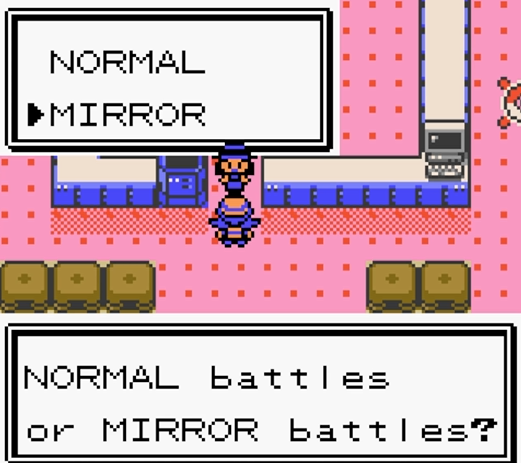 NORMAL
▶MIRROR
NORMAL battles
or MIRROR battles?